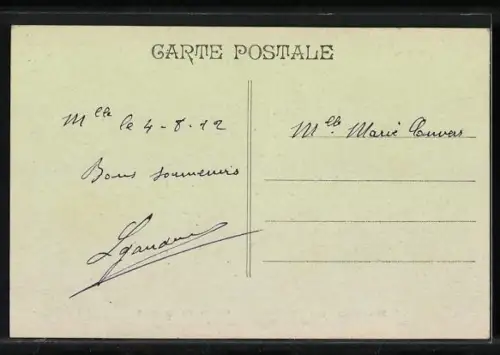 CARTE POSTALE
Mlle le 4-8-12
Bons souvenirs
Mlle Marie